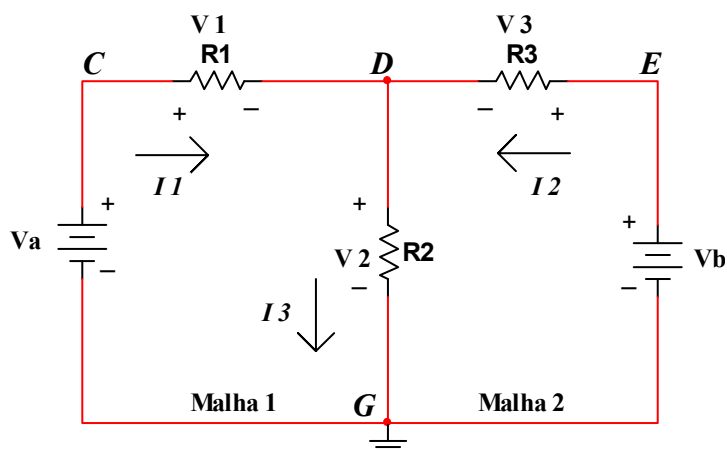 V 1
V 3
R1
R3
C
D
E
+ −
− +
I 1
I 2
+
+
+
Va
V 2
R2
Vb
−
−
−
I 3
Malha 1
G
Malha 2